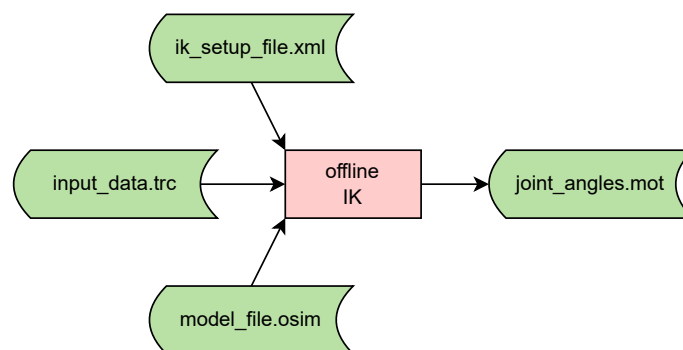 ik_setup_file.xml
input_data.trc
offline
IK
joint_angles.mot
model_file.osim